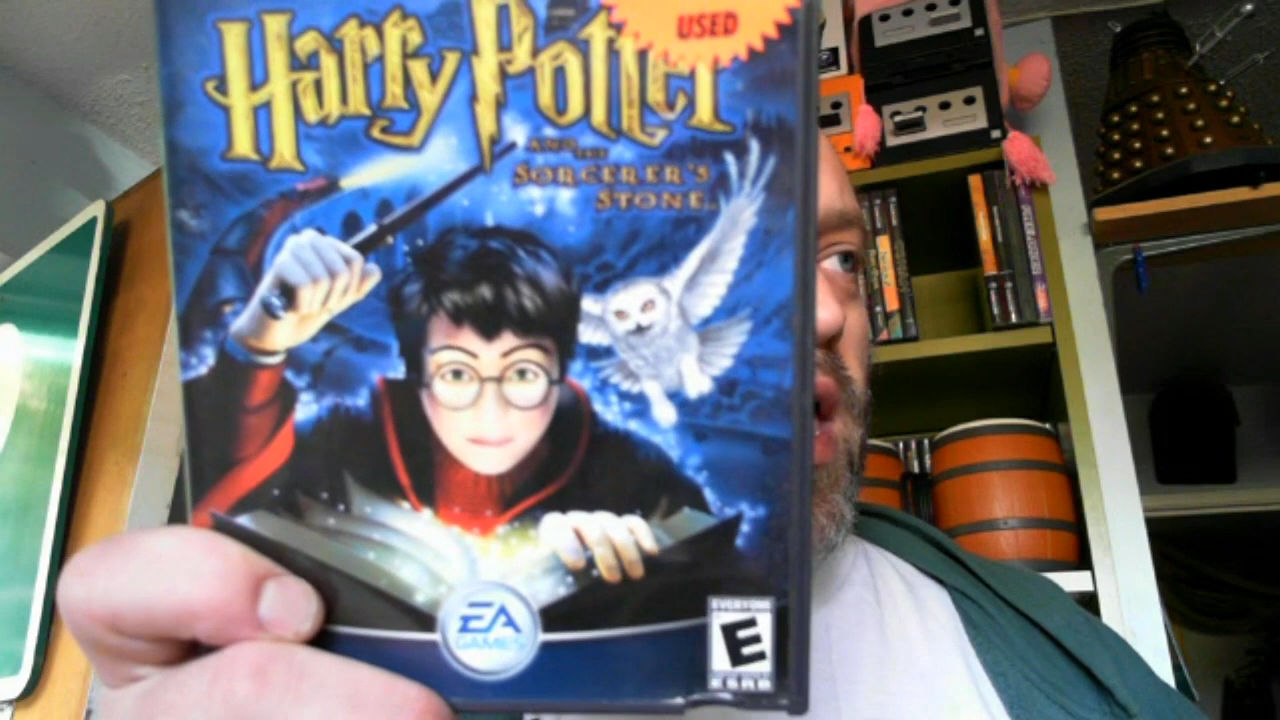 USED
Harry Potter
AND THE
SORCERER'S
STONE
EA
GAMES
EVERYONE
E
ESRB